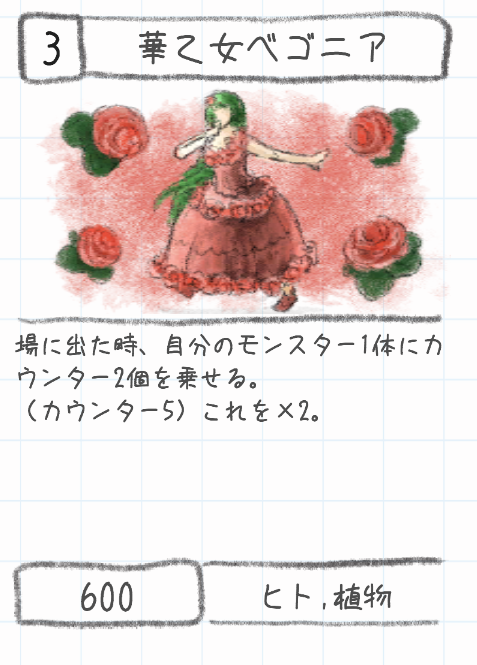 3
華乙女ベゴニア
場に出た時、自分のモンスター1体にカ
ウンター2個を乗せる。
（カウンター5）これを×2。
600
ヒト,植物